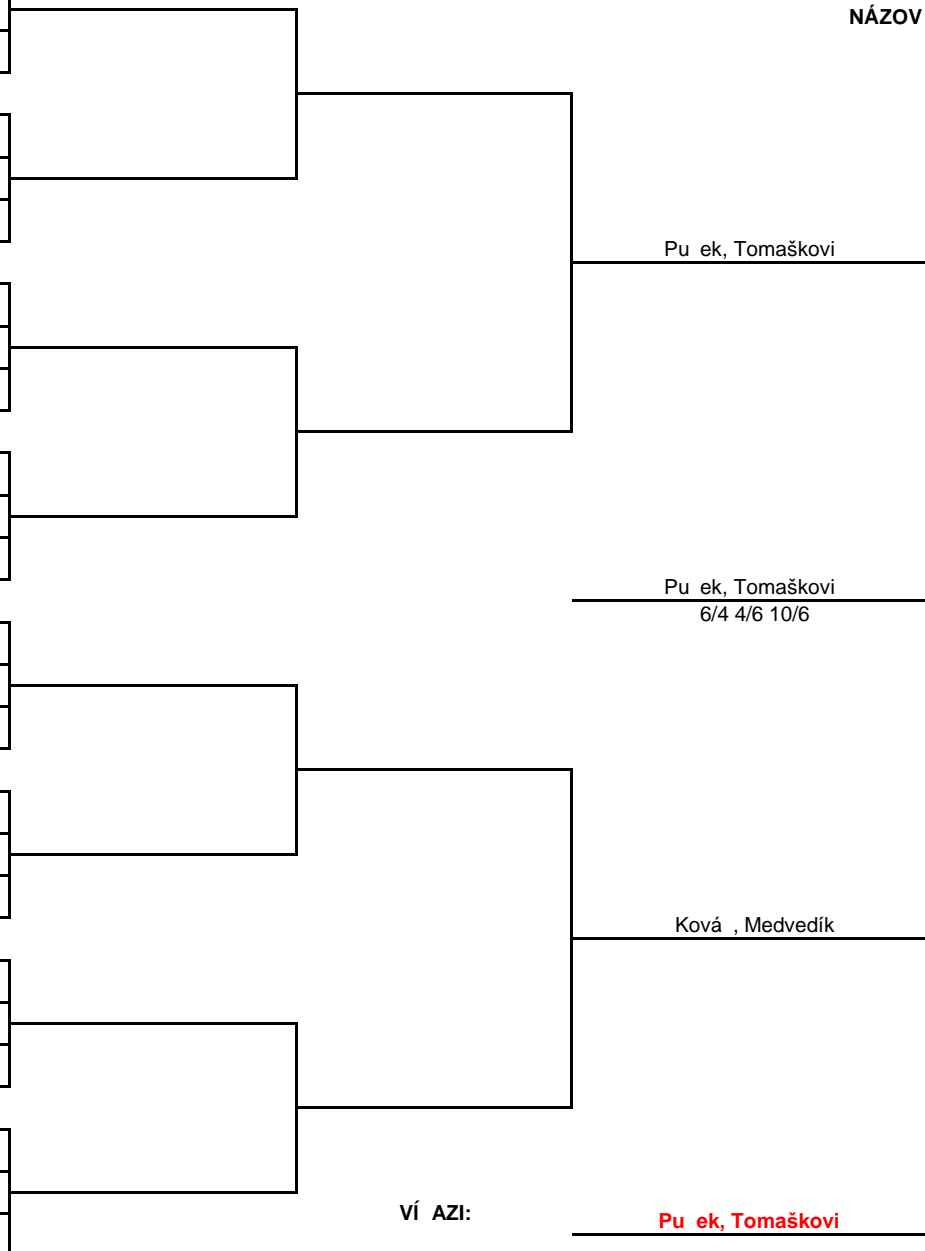 NÁZOV
Pu ek, Tomaškovi
Pu ek, Tomaškovi
6/4 4/6 10/6
Ková , Medvedík
VÍ AZI:
Pu ek, Tomaškovi